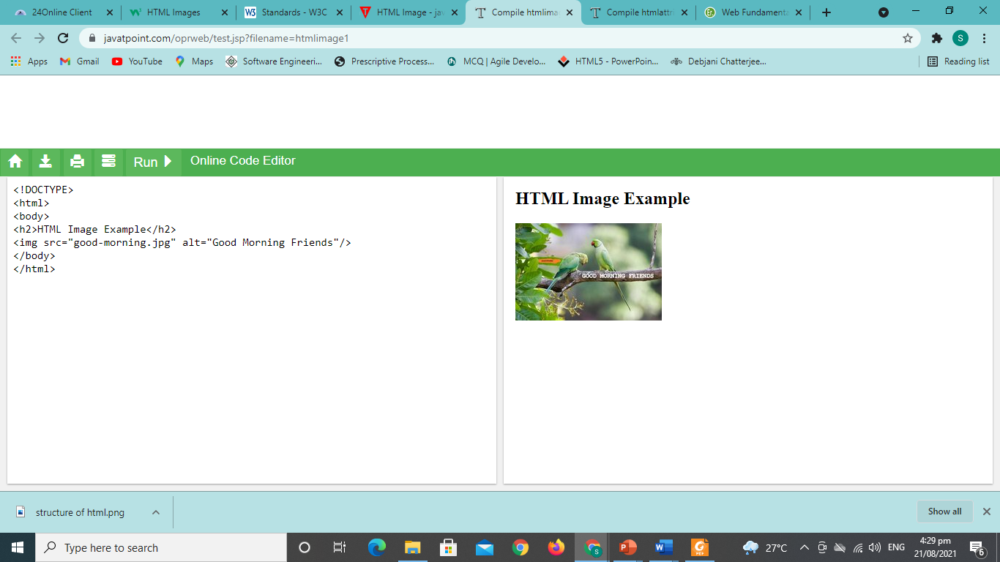 24Online Client
HTML Images
Standards - W3C
HTML Image - jav
Compile htmlima
Compile htmlattri
Web Fundamenta
S
javatpoint.com/oprweb/test.jsp?filename=htmlimage1
Apps
Gmail
YouTube
Maps
Software Engineeri...
Prescriptive Process...
MCQ | Agile Develo...
HTML5 - PowerPoin...
Debjani Chatterjee...
Reading list
Run
Online Code Editor
<!DOCTYPE>
<html>
<body>
<h2>HTML Image Example</h2>
<img src="good-morning.jpg" alt="Good Morning Friends"/>
</body>
</html>
HTML Image Example
GOOD MORNING FRIENDS
structure of html.png
Show all
Type here to search
27°C
ENG
4:29 pm
21/08/2021
6